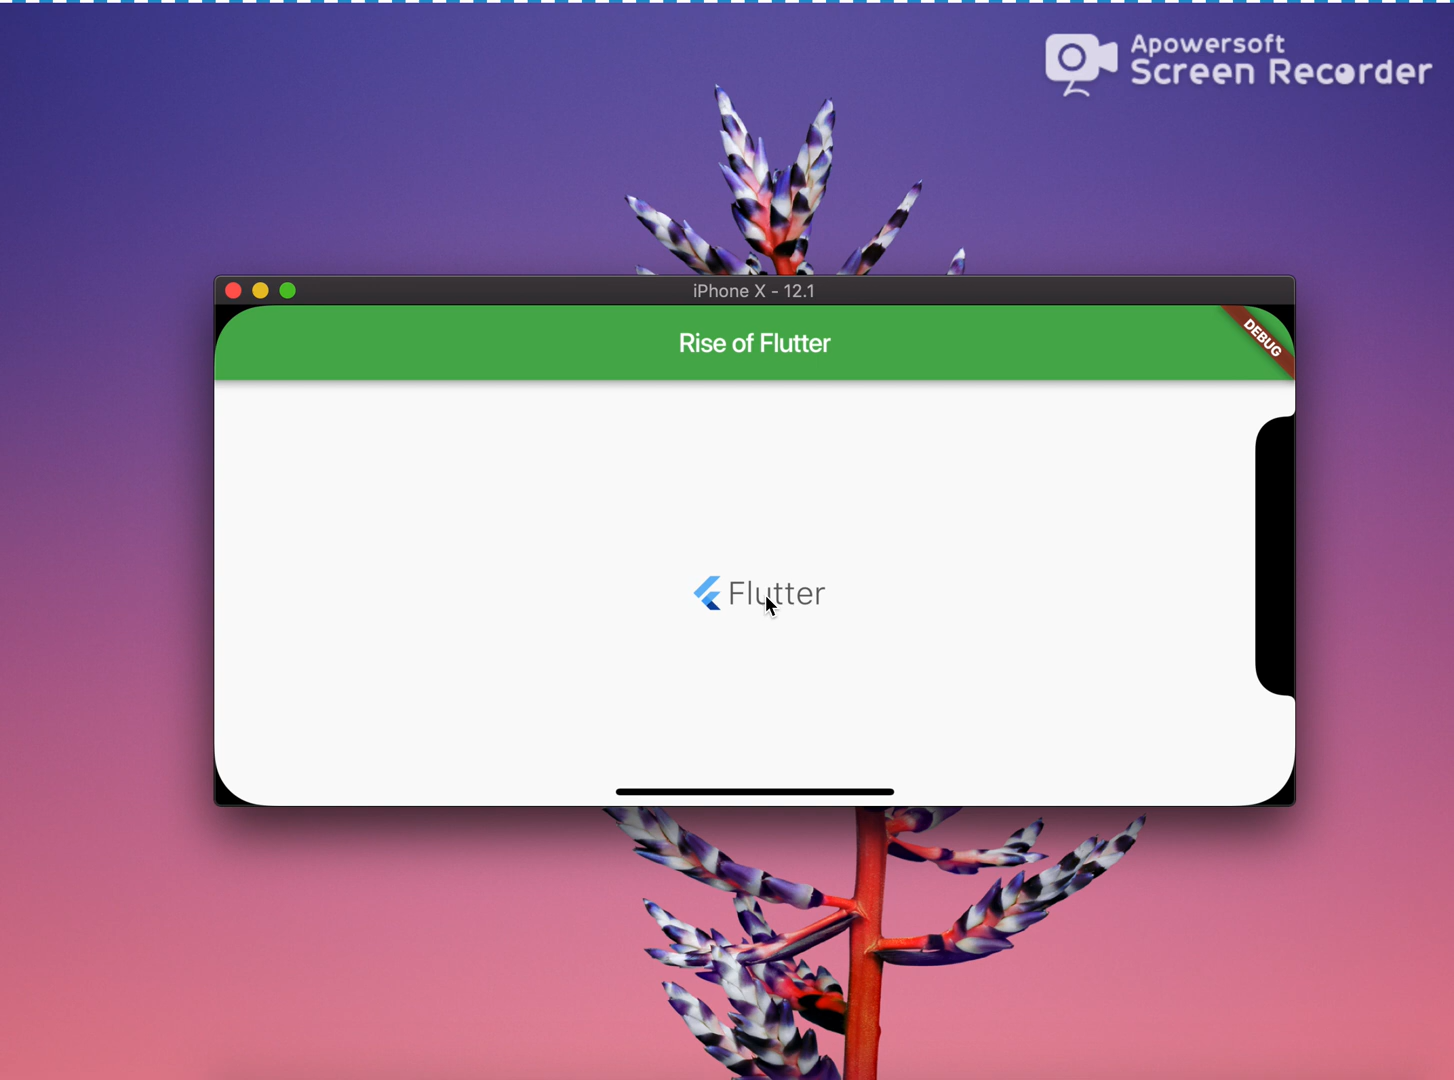 Apowersoft
Screen Recorder
iPhone X - 12.1
Rise of Flutter
DEBUG
Flutter